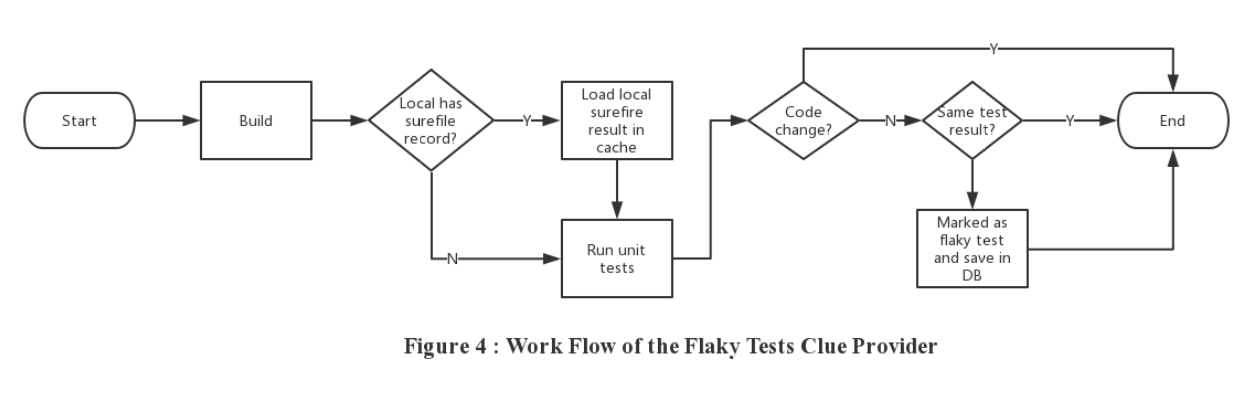 Start
Build
Local has
surefile
record?
Y
N
Load local
surefire
result in
cache
Run unit
tests
Code
change?
Y
N
Same test
result?
Y
Marked as
flaky test
and save in
DB
End
Figure 4 : Work Flow of the Flaky Tests Clue Provider